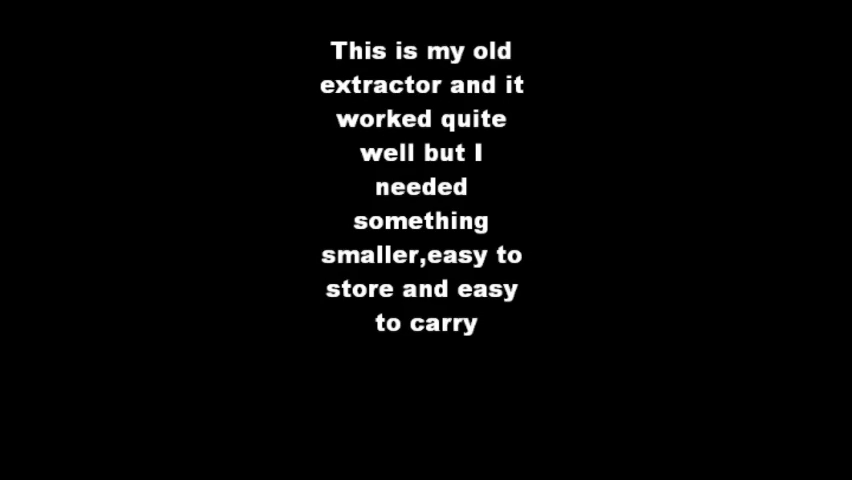 This is my old
extractor and it
worked quite
well but I
needed
something
smaller,easy to
store and easy
to carry